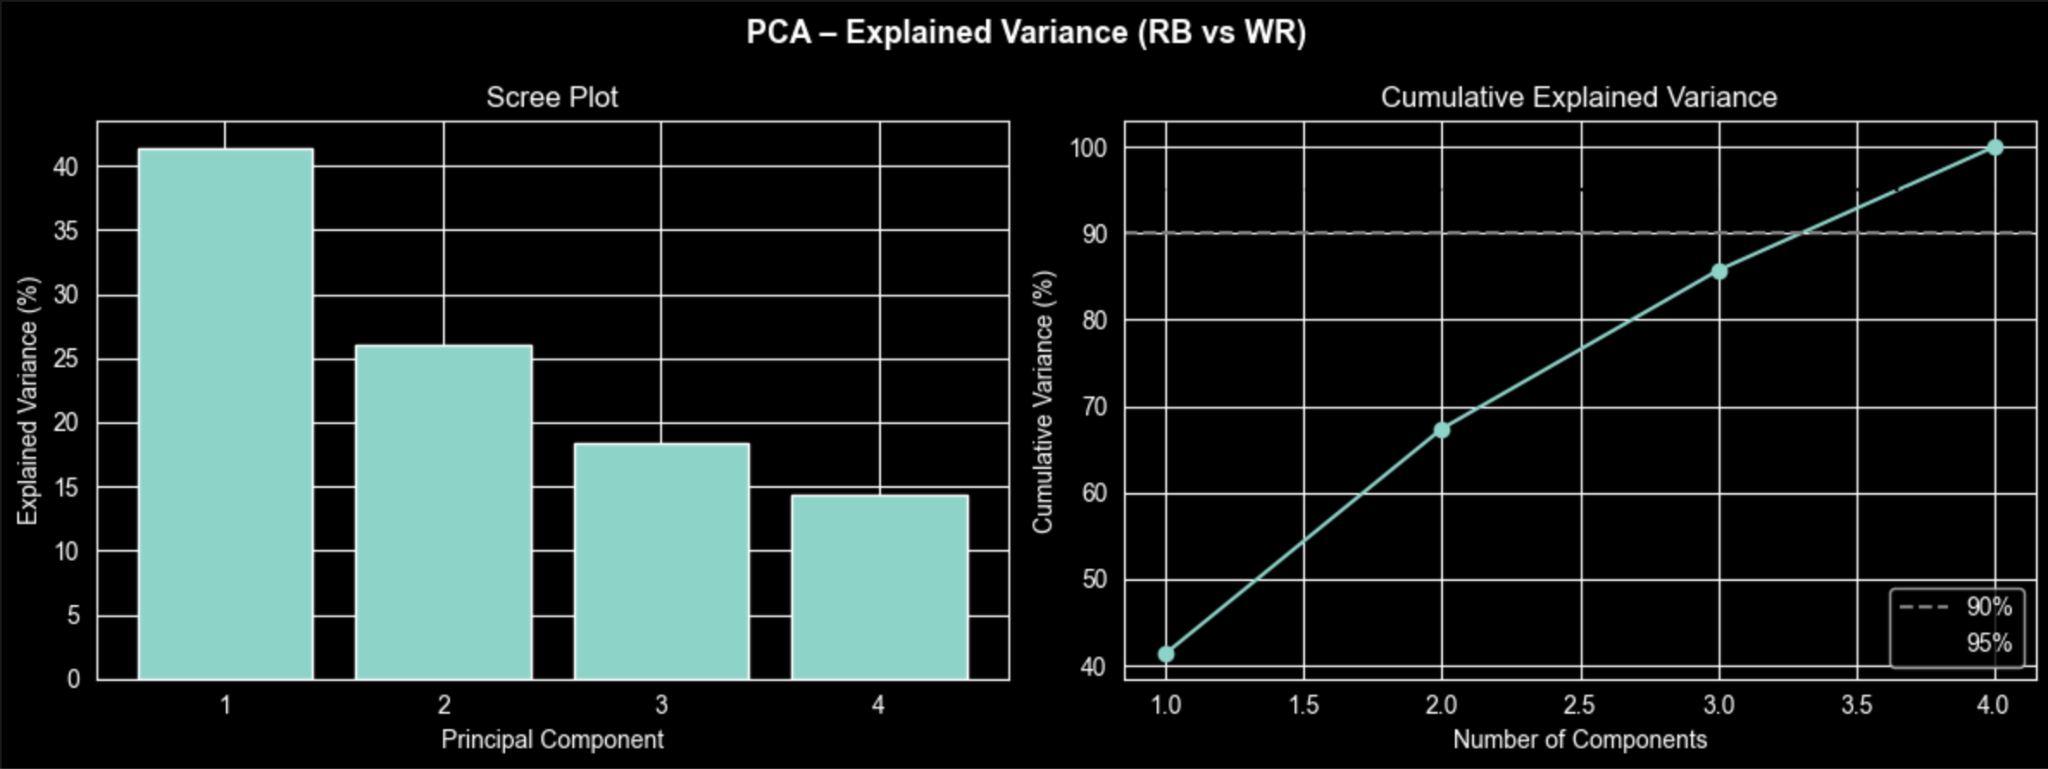 PCA – Explained Variance (RB vs WR)
Scree Plot
Explained Variance (%)
40
35
30
25
20
15
10
5
0
1 2 3 4
Principal Component
Cumulative Explained Variance
Cumulative Variance (%)
100
90
80
70
60
50
40
90%
95%
1.0 1.5 2.0 2.5 3.0 3.5 4.0
Number of Components